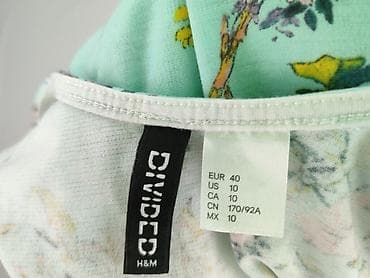 DIVIDED
H&M
EUR 40
US 10
CA 10
CN 170/92A
MX 10